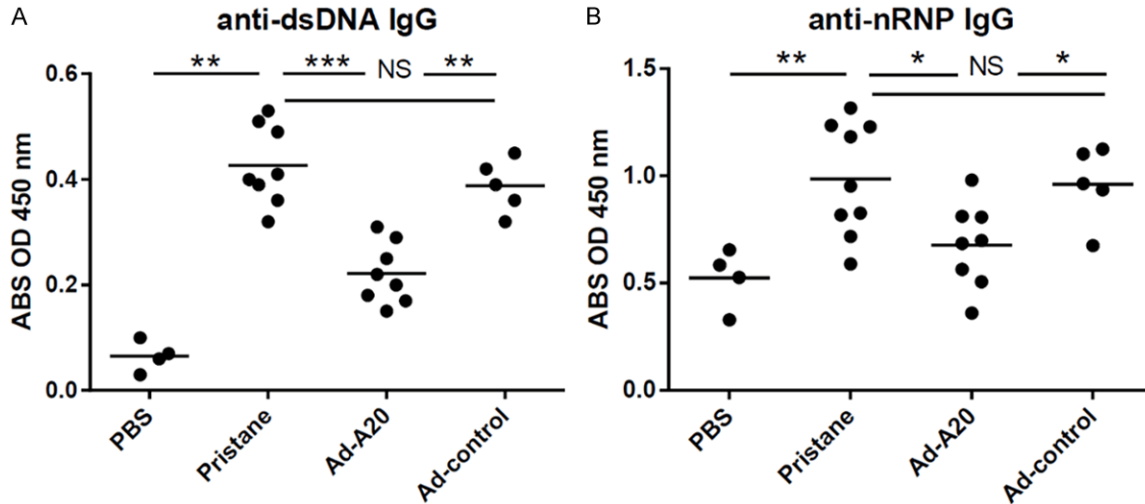 A
anti-dsDNA IgG
** *** NS **
ABS OD 450 nm
0.6
0.4
0.2
0.0
PBS
Pristane
Ad-A20
Ad-control
B
anti-nRNP IgG
** * NS *
ABS OD 450 nm
1.5
1.0
0.5
0.0
PBS
Pristane
Ad-A20
Ad-control